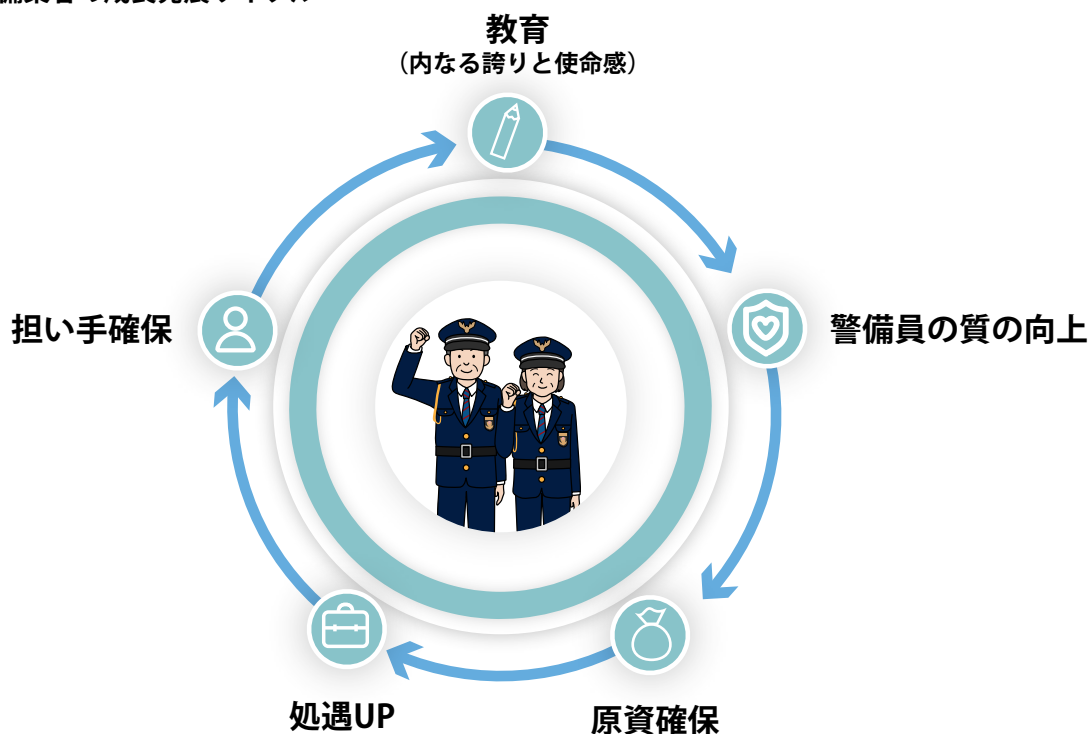 教育
（内なる誇りと使命感）
担い手確保
警備員の質の向上
処遇UP
原資確保